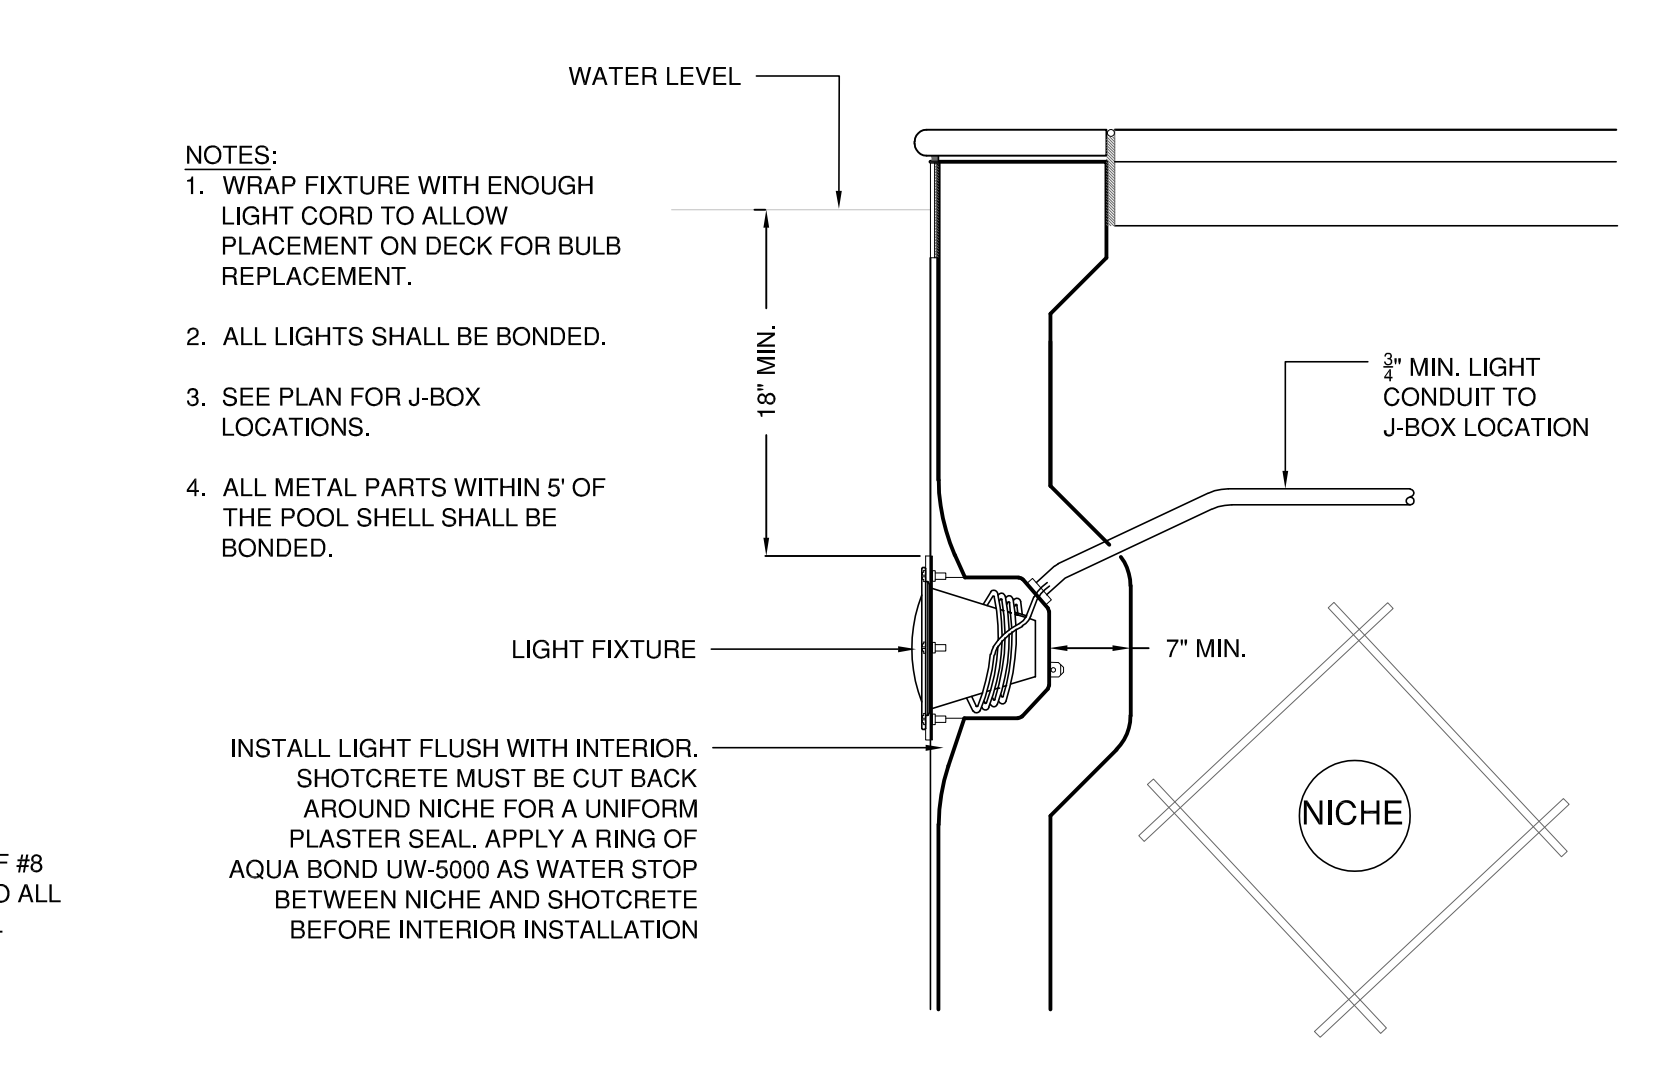 WATER LEVEL
NOTES:
1. WRAP FIXTURE WITH ENOUGH
LIGHT CORD TO ALLOW
PLACEMENT ON DECK FOR BULB
REPLACEMENT.
2. ALL LIGHTS SHALL BE BONDED.
3. SEE PLAN FOR J-BOX
LOCATIONS.
4. ALL METAL PARTS WITHIN 5' OF
THE POOL SHELL SHALL BE
BONDED.
18" MIN.
3/4" MIN. LIGHT
CONDUIT TO
J-BOX LOCATION
LIGHT FIXTURE
7" MIN.
INSTALL LIGHT FLUSH WITH INTERIOR.
SHOTCRETE MUST BE CUT BACK
AROUND NICHE FOR A UNIFORM
PLASTER SEAL. APPLY A RING OF
AQUA BOND UW-5000 AS WATER STOP
BETWEEN NICHE AND SHOTCRETE
BEFORE INTERIOR INSTALLATION
NICHE
#8
ALL